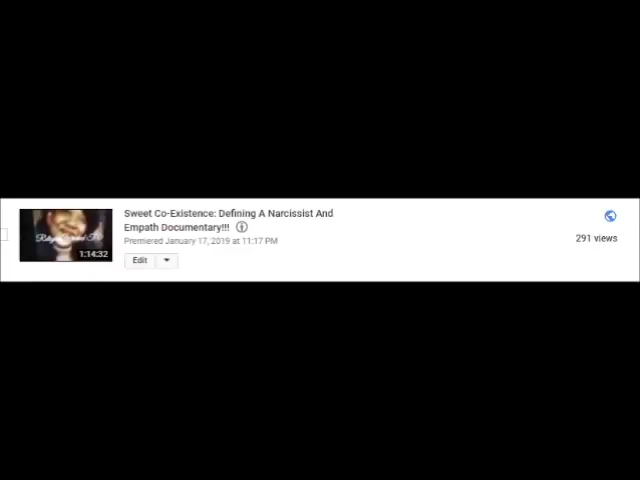 Sweet Co-Existence: Defining A Narcissist And
Empath Documentary!!!
Premiered January 17, 2019 at 11:17 PM
291 views
1:14:32
Edit